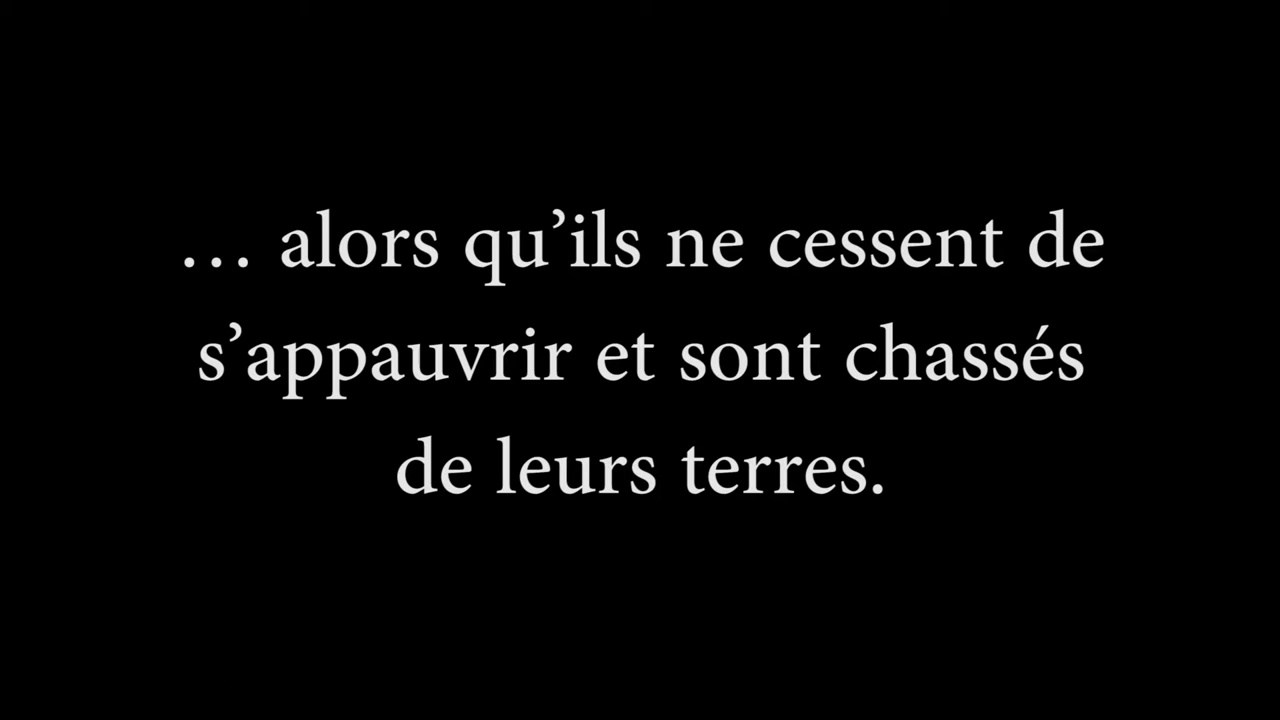 … alors qu’ils ne cessent de
s’appauvrir et sont chassés
de leurs terres.